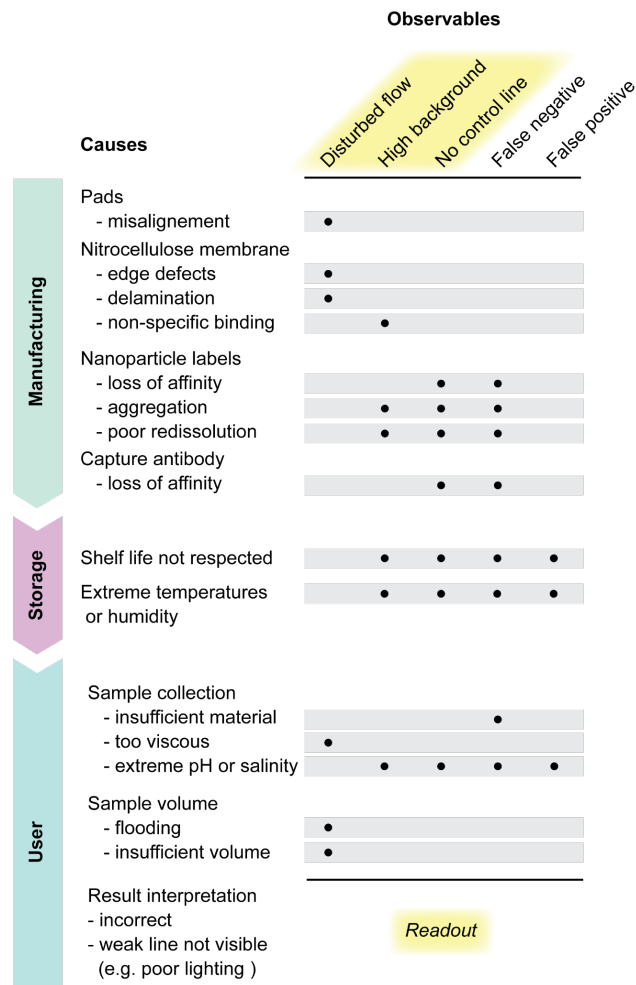 Observables
Disturbed flow
High background
No control line
False negative
False positive
Causes
Manufacturing
Pads
- misalignement
Nitrocellulose membrane
- edge defects
- delamination
- non-specific binding
Nanoparticle labels
- loss of affinity
- aggregation
- poor redissolution
Capture antibody
- loss of affinity
Storage
Shelf life not respected
Extreme temperatures
or humidity
User
Sample collection
- insufficient material
- too viscous
- extreme pH or salinity
Sample volume
- flooding
- insufficient volume
Result interpretation
- incorrect
- weak line not visible
(e.g. poor lighting )
Readout